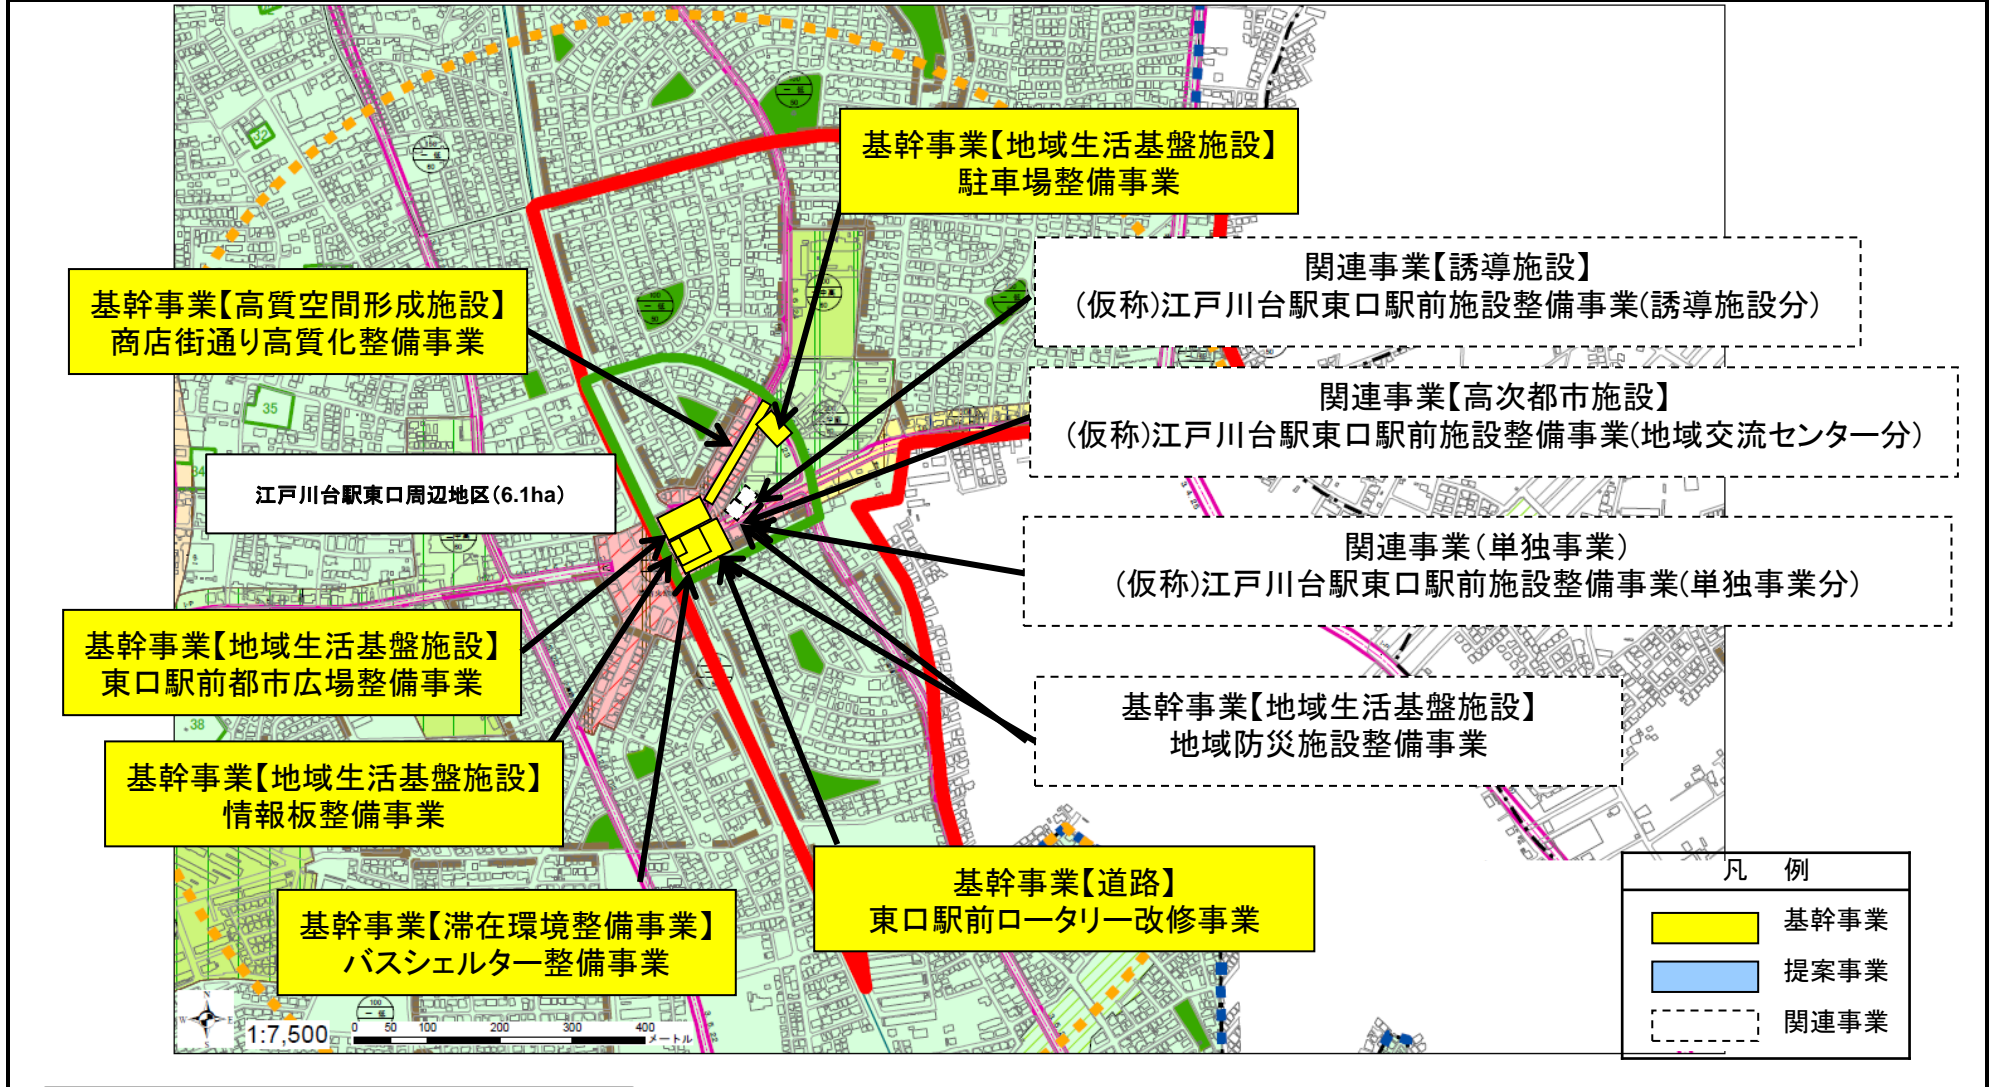 基幹事業【地域生活基盤施設】
駐車場整備事業
関連事業【誘導施設】
(仮称)江戸川台駅東口駅前施設整備事業(誘導施設分)
基幹事業【高質空間形成施設】
商店街通り高質化整備事業
関連事業【高次都市施設】
(仮称)江戸川台駅東口駅前施設整備事業(地域交流センター分)
江戸川台駅東口周辺地区(6.1ha)
関連事業(単独事業)
(仮称)江戸川台駅東口駅前施設整備事業(単独事業分)
基幹事業【地域生活基盤施設】
東口駅前都市広場整備事業
基幹事業【地域生活基盤施設】
地域防災施設整備事業
基幹事業【地域生活基盤施設】
情報板整備事業
基幹事業【道路】
東口駅前ロータリー改修事業
基幹事業【滞在環境整備事業】
バスシェルター整備事業
凡 例
基幹事業
提案事業
関連事業
35
34
38
N
W
E
S
1:7,500
0 50 100 200 300 400
メートル